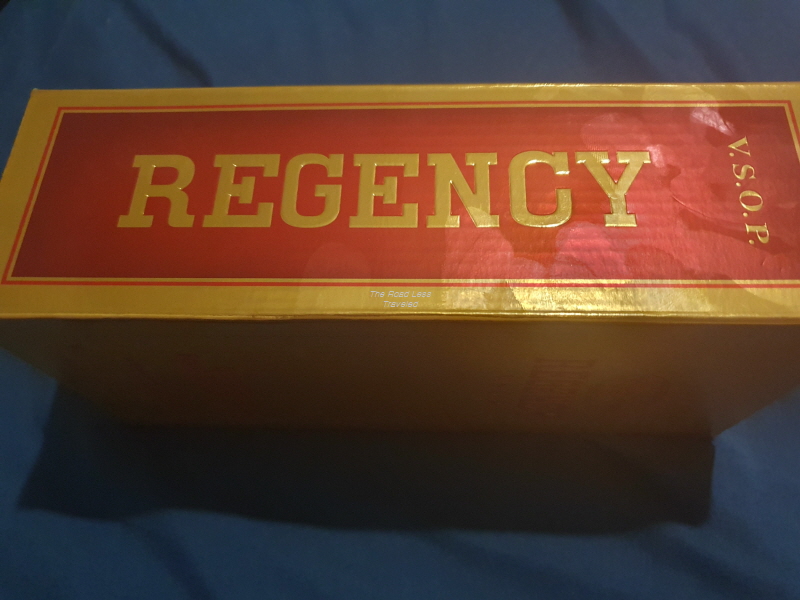 REGENCY
V.S.O.P.
The Road Less
Traveled